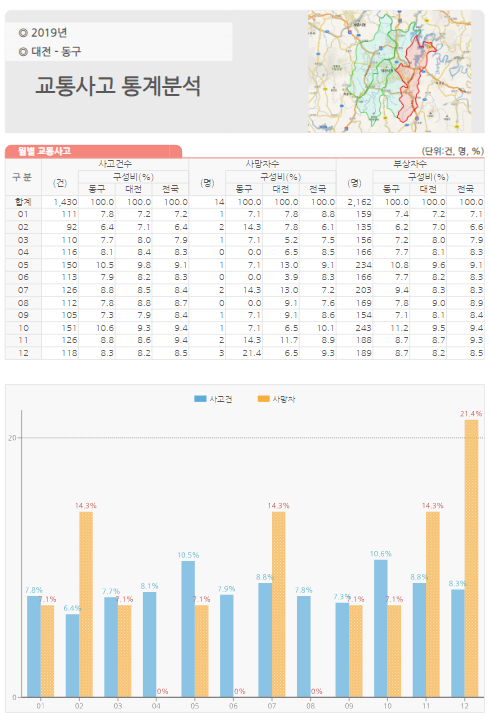 ◎ 2019년
◎ 대전 - 동구
교통사고 통계분석
월별 교통사고
(단위:건, 명, %)
구 분 사고건수 사망자수 부상자수
(건) 구성비(%) (명) 구성비(%) (명) 구성비(%)
동구 대전 전국 동구 대전 전국 동구 대전 전국
합계 1,430 100.0 100.0 100.0 14 100.0 100.0 100.0 2,162 100.0 100.0 100.0
01 111 7.8 7.2 7.2 1 7.1 7.8 8.8 159 7.4 7.2 7.1
02 92 6.4 7.1 6.4 2 14.3 7.8 6.1 135 6.2 7.0 6.6
03 110 7.7 8.0 7.9 1 7.1 5.2 7.5 156 7.2 8.0 7.9
04 116 8.1 8.4 8.3 0 0.0 6.5 8.5 166 7.7 8.1 8.3
05 150 10.5 9.8 9.1 1 7.1 13.0 9.1 234 10.8 9.6 9.1
06 113 7.9 8.2 8.3 0 0.0 3.9 8.3 166 7.7 8.2 8.3
07 126 8.8 8.5 8.4 2 14.3 13.0 7.2 203 9.4 8.3 8.3
08 112 7.8 8.8 8.7 0 0.0 9.1 7.6 169 7.8 9.0 8.9
09 105 7.3 7.9 8.4 1 7.1 9.1 8.6 154 7.1 8.1 8.3
10 151 10.6 9.3 9.4 1 7.1 6.5 10.1 243 11.2 9.5 9.4
11 126 8.8 8.6 9.4 2 14.3 11.7 8.9 188 8.7 8.7 9.3
12 118 8.3 8.2 8.5 3 21.4 6.5 9.3 189 8.7 8.2 8.5
사고건 사망자
20
0
7.8% 7.1% 6.4% 14.3% 7.7% 7.1% 8.1% 0% 10.5% 7.1% 7.9% 0% 8.8% 14.3% 7.8% 0% 7.3% 7.1% 10.6% 7.1% 8.8% 14.3% 8.3% 21.4%
01 02 03 04 05 06 07 08 09 10 11 12